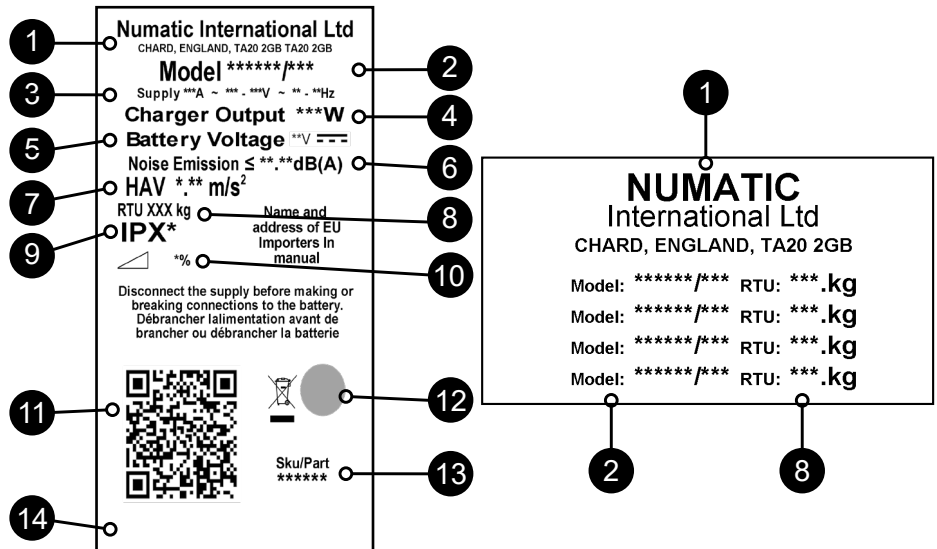 Numatic International Ltd
CHARD, ENGLAND, TA20 2GB TA20 2GB
Model ******/***
Supply ***A ~ *** - ***V ~ ** - **Hz
Charger Output ***W
Battery Voltage **V
Noise Emission ≤ **.**dB(A)
HAV *.** m/s²
RTU XXX kg
IPX*
Name and
address of EU
Importers In
manual
*%
Disconnect the supply before making or
breaking connections to the battery.
Débrancher lalimentation avant de
brancher ou débrancher la batterie
Sku/Part
******
1
2
3
4
5
6
7
8
9
10
11
12
13
14
1
NUMATIC
International Ltd
CHARD, ENGLAND, TA20 2GB
Model: ******/*** RTU: ***.kg
Model: ******/*** RTU: ***.kg
Model: ******/*** RTU: ***.kg
Model: ******/*** RTU: ***.kg
2
8